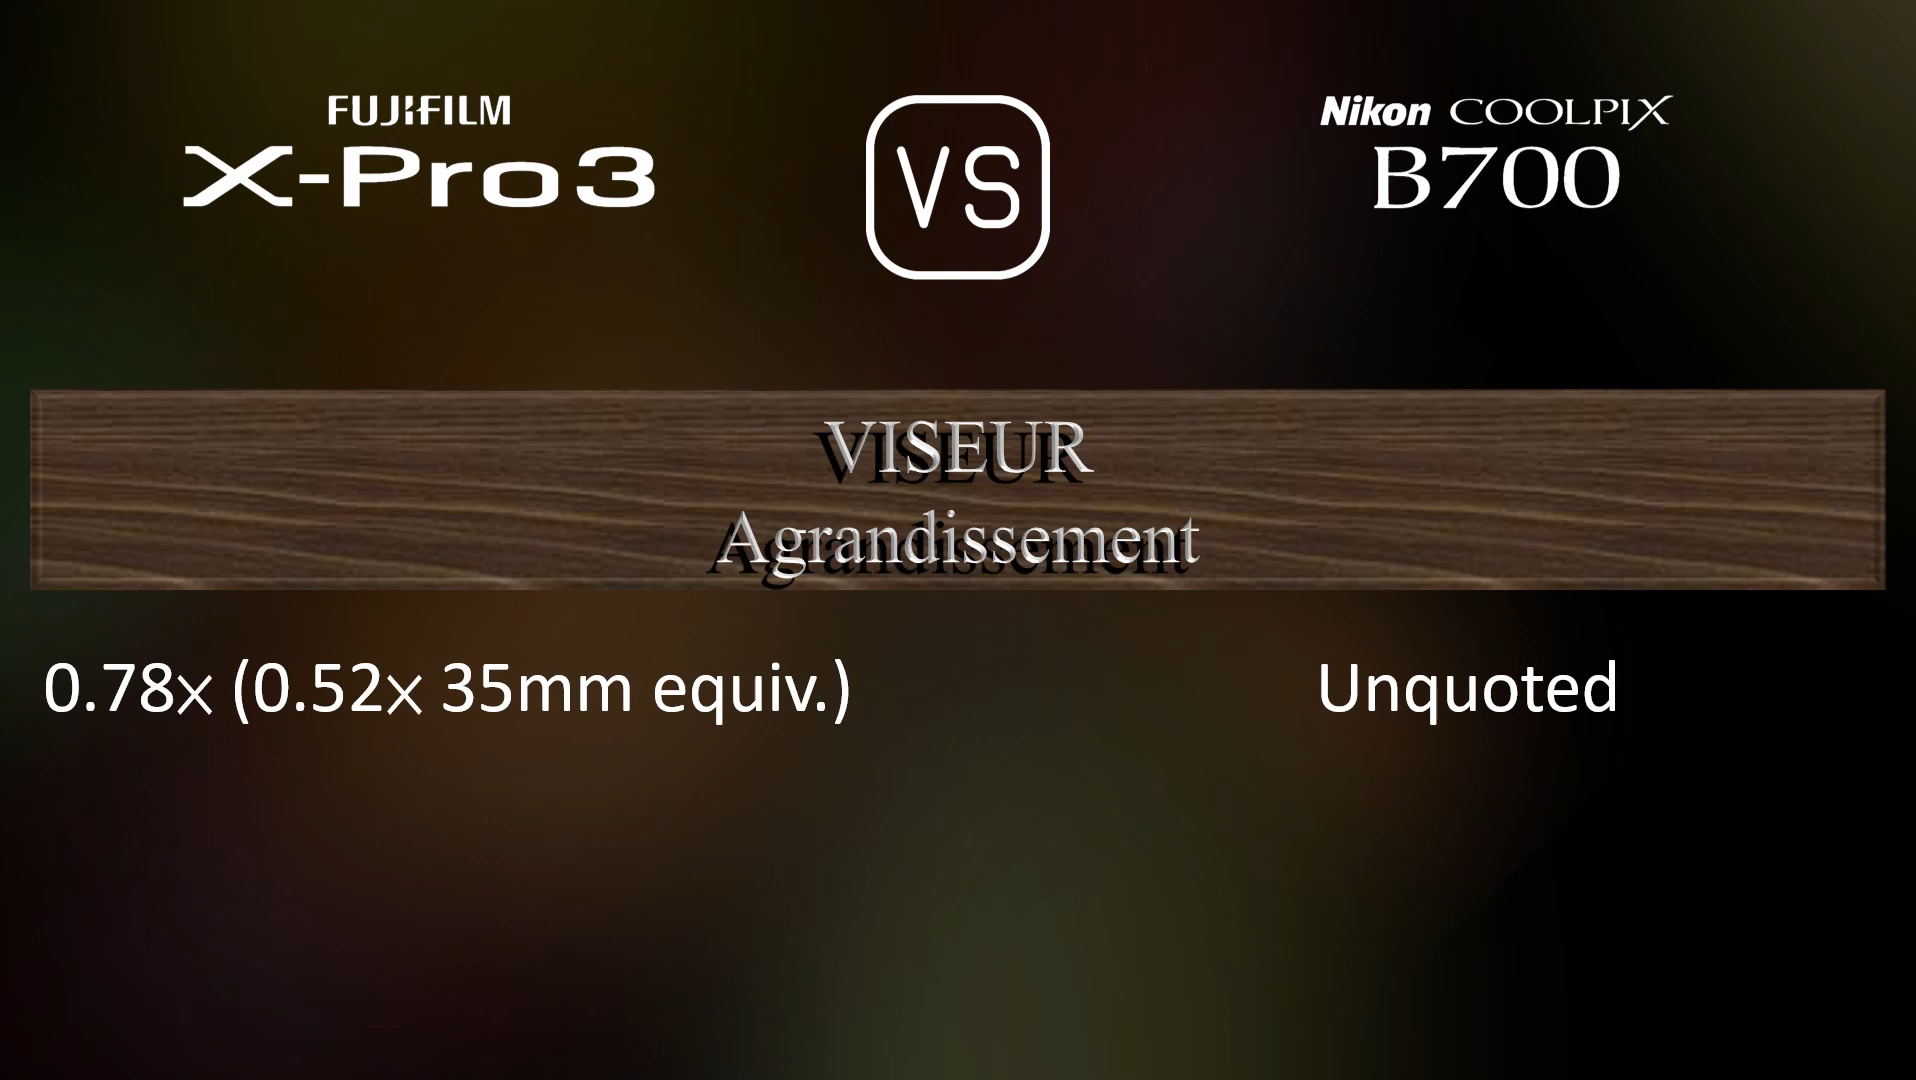 FUJIFILM
X-Pro3
VS
Nikon COOLPIX
B700
VISEUR
Agrandissement
0.78x (0.52x 35mm equiv.)
Unquoted